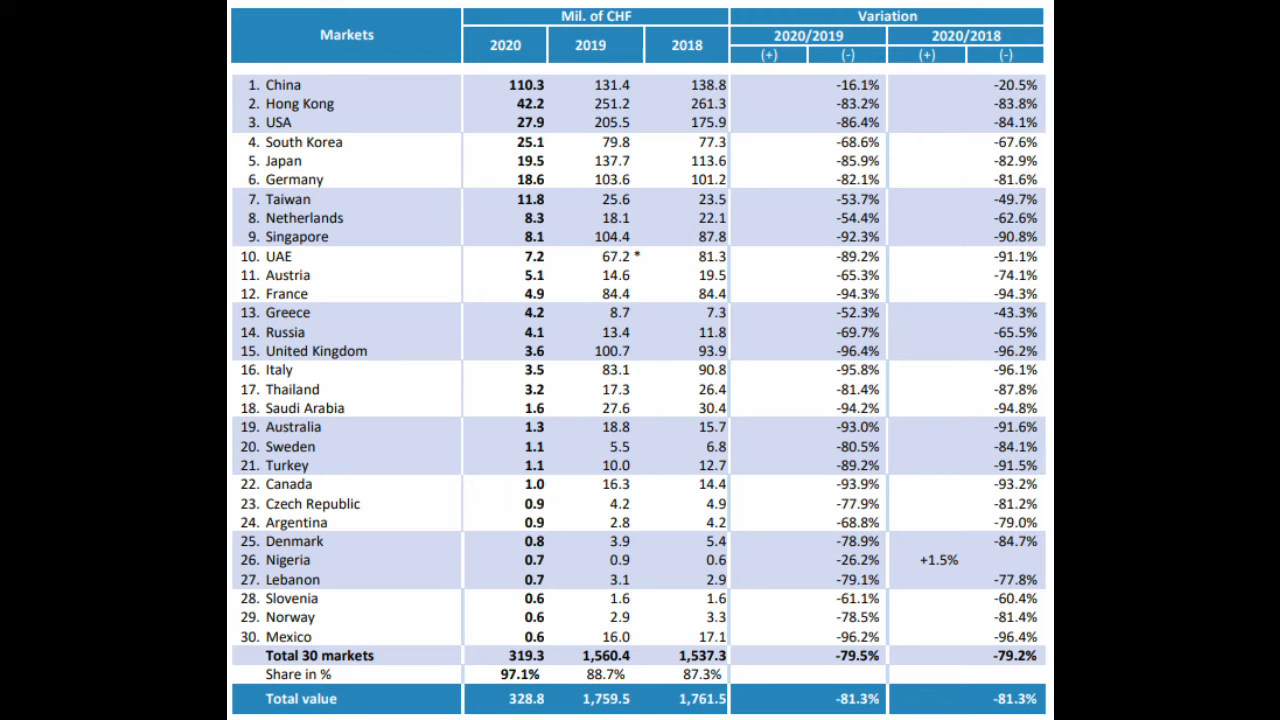 Markets Mil. of CHF Variation
2020 2019 2018 2020/2019 2020/2018
(+) (-) (+) (-)
1. China 110.3 131.4 138.8 -16.1% -20.5%
2. Hong Kong 42.2 251.2 261.3 -83.2% -83.8%
3. USA 27.9 205.5 175.9 -86.4% -84.1%
4. South Korea 25.1 79.8 77.3 -68.6% -67.6%
5. Japan 19.5 137.7 113.6 -85.9% -82.9%
6. Germany 18.6 103.6 101.2 -82.1% -81.6%
7. Taiwan 11.8 25.6 23.5 -53.7% -49.7%
8. Netherlands 8.3 18.1 22.1 -54.4% -62.6%
9. Singapore 8.1 104.4 87.8 -92.3% -90.8%
10. UAE 7.2 67.2 * 81.3 -89.2% -91.1%
11. Austria 5.1 14.6 19.5 -65.3% -74.1%
12. France 4.9 84.4 84.4 -94.3% -94.3%
13. Greece 4.2 8.7 7.3 -52.3% -43.3%
14. Russia 4.1 13.4 11.8 -69.7% -65.5%
15. United Kingdom 3.6 100.7 93.9 -96.4% -96.2%
16. Italy 3.5 83.1 90.8 -95.8% -96.1%
17. Thailand 3.2 17.3 26.4 -81.4% -87.8%
18. Saudi Arabia 1.6 27.6 30.4 -94.2% -94.8%
19. Australia 1.3 18.8 15.7 -93.0% -91.6%
20. Sweden 1.1 5.5 6.8 -80.5% -84.1%
21. Turkey 1.1 10.0 12.7 -89.2% -91.5%
22. Canada 1.0 16.3 14.4 -93.9% -93.2%
23. Czech Republic 0.9 4.2 4.9 -77.9% -81.2%
24. Argentina 0.9 2.8 4.2 -68.8% -79.0%
25. Denmark 0.8 3.9 5.4 -78.9% -84.7%
26. Nigeria 0.7 0.9 0.6 -26.2% +1.5%
27. Lebanon 0.7 3.1 2.9 -79.1% -77.8%
28. Slovenia 0.6 1.6 1.6 -61.1% -60.4%
29. Norway 0.6 2.9 3.3 -78.5% -81.4%
30. Mexico 0.6 16.0 17.1 -96.2% -96.4%
Total 30 markets 319.3 1,560.4 1,537.3 -79.5% -79.2%
Share in % 97.1% 88.7% 87.3%
Total value 328.8 1,759.5 1,761.5 -81.3% -81.3%